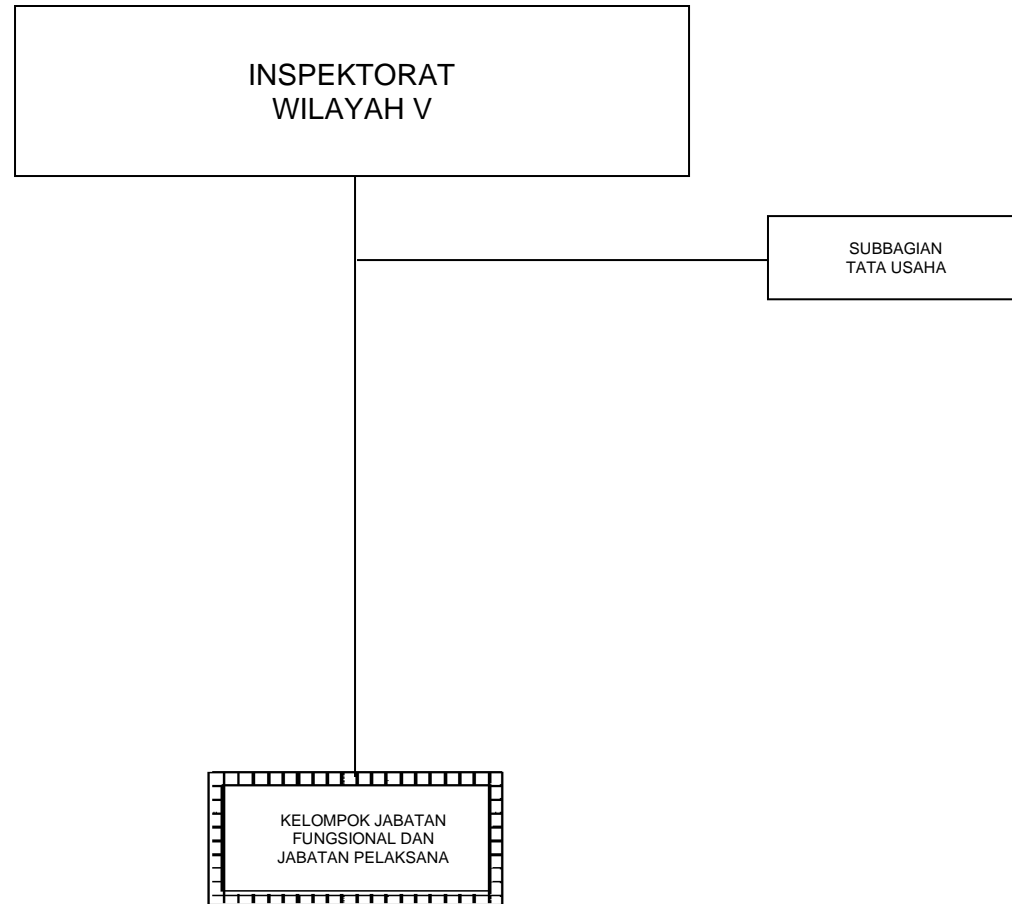 INSPEKTORAT
WILAYAH V
SUBBAGIAN
TATA USAHA
KELOMPOK JABATAN
FUNGSIONAL DAN
JABATAN PELAKSANA